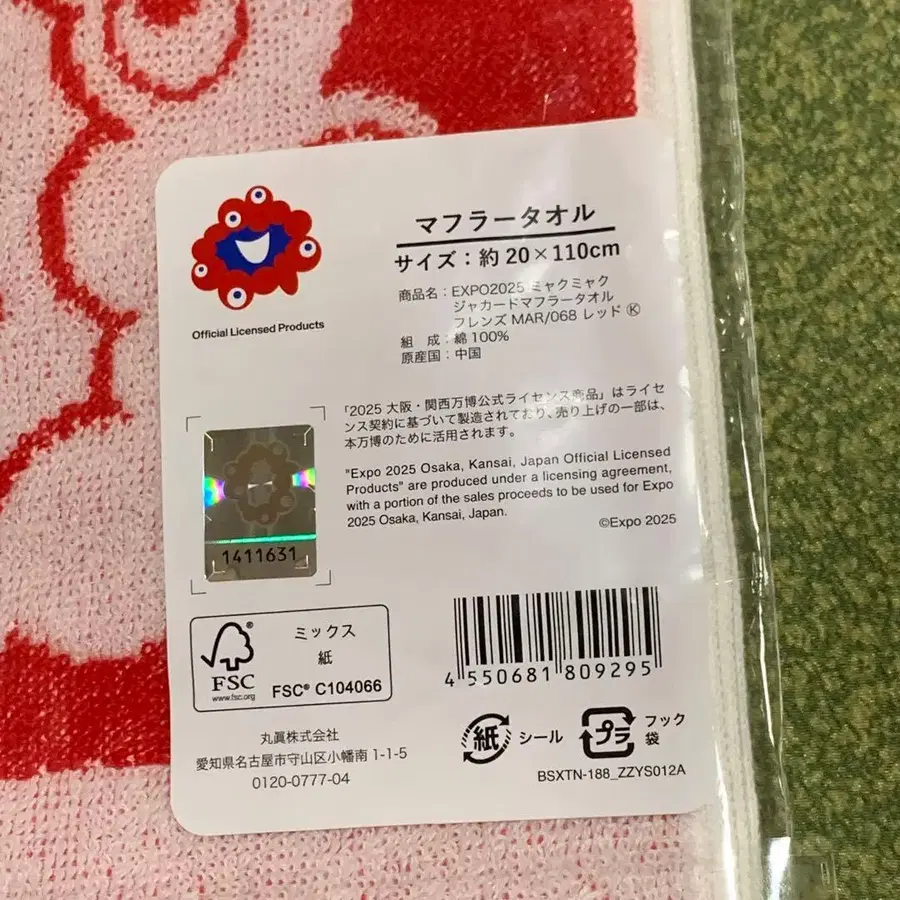 マフラータオル
サイズ：約 20×110cm
商品名：EXPO2025 ミャクミャク
ジャカードマフラータオル
フレンズ MAR/068 レッド Ⓚ
組　成：綿 100%
原産国：中国
Official Licensed Products
「2025 大阪・関西万博公式ライセンス商品」はライセ
ンス契約に基づいて製造されており、売り上げの一部は、
本万博のために活用されます。
"Expo 2025 Osaka, Kansai, Japan Official Licensed
Products" are produced under a licensing agreement,
with a portion of the sales proceeds to be used for Expo
2025 Osaka, Kansai, Japan.
©Expo 2025
1411631
FSC®
www.fsc.org
ミックス
紙
FSC® C104066
4 550681 809295
丸眞株式会社
愛知県名古屋市守山区小幡南 1-1-5
0120-0777-04
紙 シール
プラ フック
袋
BSXTN-188_ZZYS012A